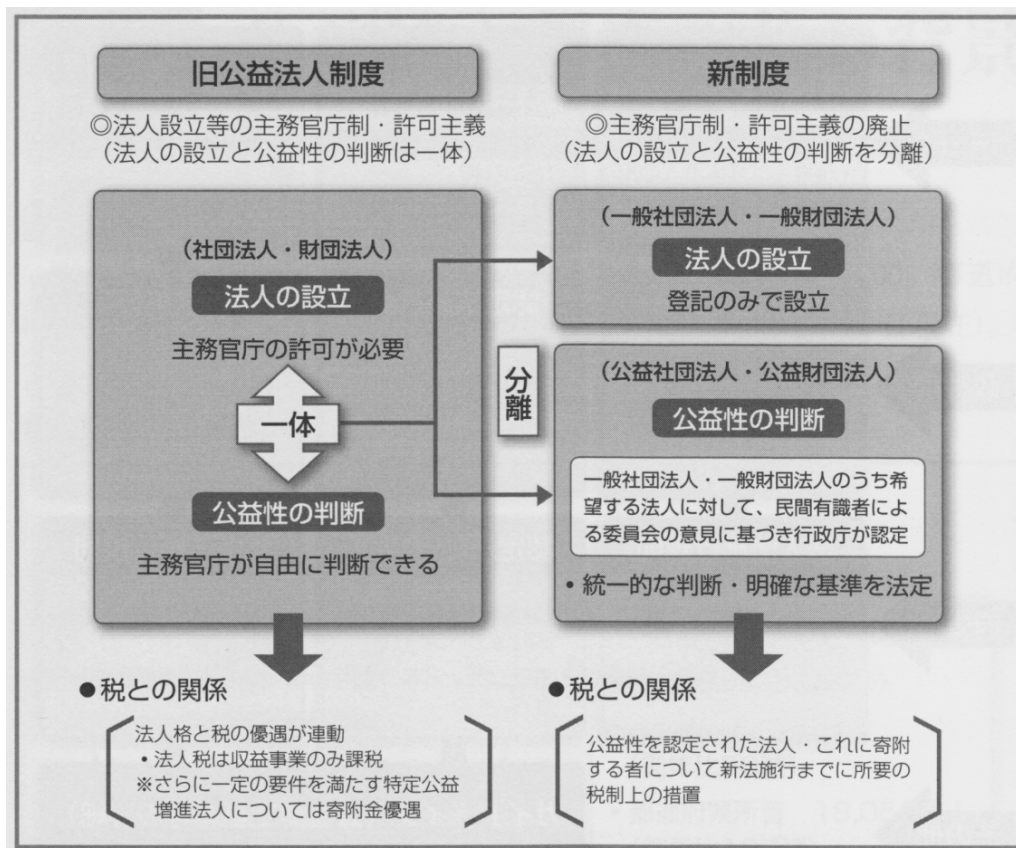 旧公益法人制度
◎法人設立等の主務官庁制・許可主義
(法人の設立と公益性の判断は一体)
(社団法人・財団法人)
法人の設立
主務官庁の許可が必要
一体
公益性の判断
主務官庁が自由に判断できる
●税との関係
法人格と税の優遇が連動
・法人税は収益事業のみ課税
※さらに一定の要件を満たす特定公益
増進法人については寄附金優遇
分離
新制度
◎主務官庁制・許可主義の廃止
(法人の設立と公益性の判断を分離)
(一般社団法人・一般財団法人)
法人の設立
登記のみで設立
(公益社団法人・公益財団法人)
公益性の判断
一般社団法人・一般財団法人のうち希
望する法人に対して、民間有識者によ
る委員会の意見に基づき行政庁が認定
・統一的な判断・明確な基準を法定
●税との関係
公益性を認定された法人・これに寄附
する者について新法施行までに所要の
税制上の措置